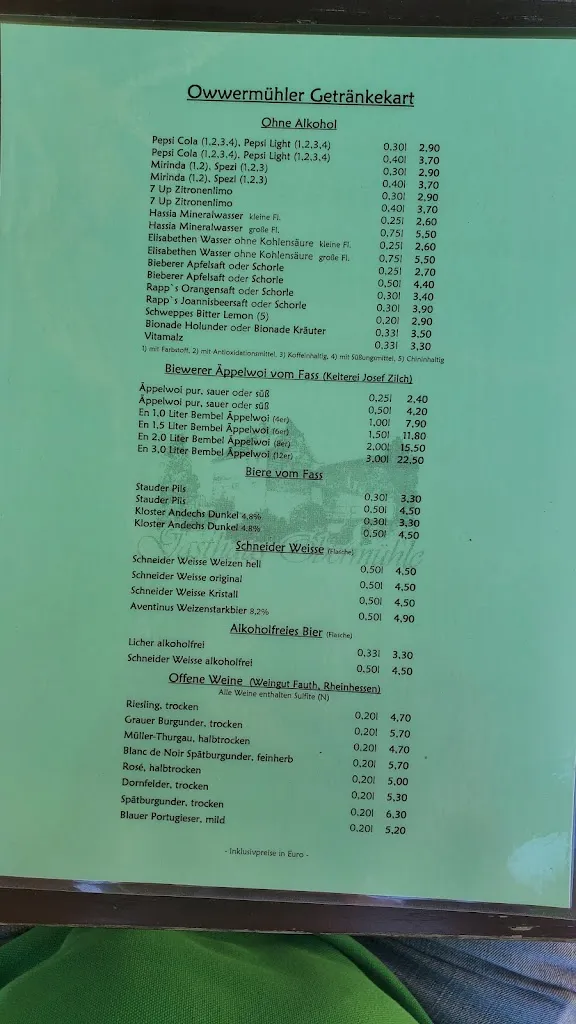 Owwermühler Getränkekart
Ohne Alkohol
Pepsi Cola (1,2,3,4), Pepsi Light (1,2,3,4) 0,30l 2,90
Pepsi Cola (1,2,3,4), Pepsi Light (1,2,3,4) 0,40l 3,70
Mirinda (1,2), Spezi (1,2,3) 0,30l 2,90
Mirinda (1,2), Spezi (1,2,3) 0,40l 3,70
7 Up Zitronenlimo 0,30l 2,90
7 Up Zitronenlimo 0,40l 3,70
Hassia Mineralwasser kleine Fl. 0,25l 2,60
Hassia Mineralwasser große Fl. 0,75l 5,50
Elisabethen Wasser ohne Kohlensäure kleine Fl. 0,25l 2,60
Elisabethen Wasser ohne Kohlensäure große Fl. 0,75l 5,50
Bieberer Apfelsaft oder Schorle 0,25l 2,70
Bieberer Apfelsaft oder Schorle 0,50l 4,40
Rapp`s Orangensaft oder Schorle 0,30l 3,40
Rapp`s Joannisbeersaft oder Schorle 0,30l 3,90
Schweppes Bitter Lemon (5) 0,20l 2,90
Bionade Holunder oder Bionade Kräuter 0,33l 3,50
Vitamalz 0,33l 3,30
1) mit Farbstoff, 2) mit Antioxidationsmittel, 3) Koffeinhaltig, 4) mit Süßungsmittel, 5) Chininhaltig
Biewerer Äppelwoi vom Fass (Kelterei Josef Zilch)
Äppelwoi pur, sauer oder süß 0,25l 2,40
Äppelwoi pur, sauer oder süß 0,50l 4,20
En 1,0 Liter Bembel Äppelwoi (4er) 1,00l 7,90
En 1,5 Liter Bembel Äppelwoi (6er) 1,50l 11,80
En 2,0 Liter Bembel Äppelwoi (8er) 2,00l 15,50
En 3,0 Liter Bembel Äppelwoi (12er) 3,00l 22,50
Biere vom Fass
Stauder Pils 0,30l 3,30
Stauder Pils 0,50l 4,50
Kloster Andechs Dunkel 4,8% 0,30l 3,30
Kloster Andechs Dunkel 4,8% 0,50l 4,50
Gasthaus Obermühle
Schneider Weisse (Flasche)
Schneider Weisse Weizen hell 0,50l 4,50
Schneider Weisse original 0,50l 4,50
Schneider Weisse Kristall 0,50l 4,50
Aventinus Weizenstarkbier 8,2% 0,50l 4,90
Alkoholfreies Bier (Flasche)
Licher alkoholfrei 0,33l 3,30
Schneider Weisse alkoholfrei 0,50l 4,50
Offene Weine (Weingut Fauth, Rheinhessen)
Alle Weine enthalten Sulfite (N)
Riesling, trocken 0,20l 4,70
Grauer Burgunder, trocken 0,20l 5,70
Müller-Thurgau, halbtrocken 0,20l 4,70
Blanc de Noir Spätburgunder, feinherb 0,20l 5,70
Rosé, halbtrocken 0,20l 5,00
Dornfelder, trocken 0,20l 5,30
Spätburgunder, trocken 0,20l 6,30
Blauer Portugieser, mild 0,20l 5,20
- Inklusivpreise in Euro -